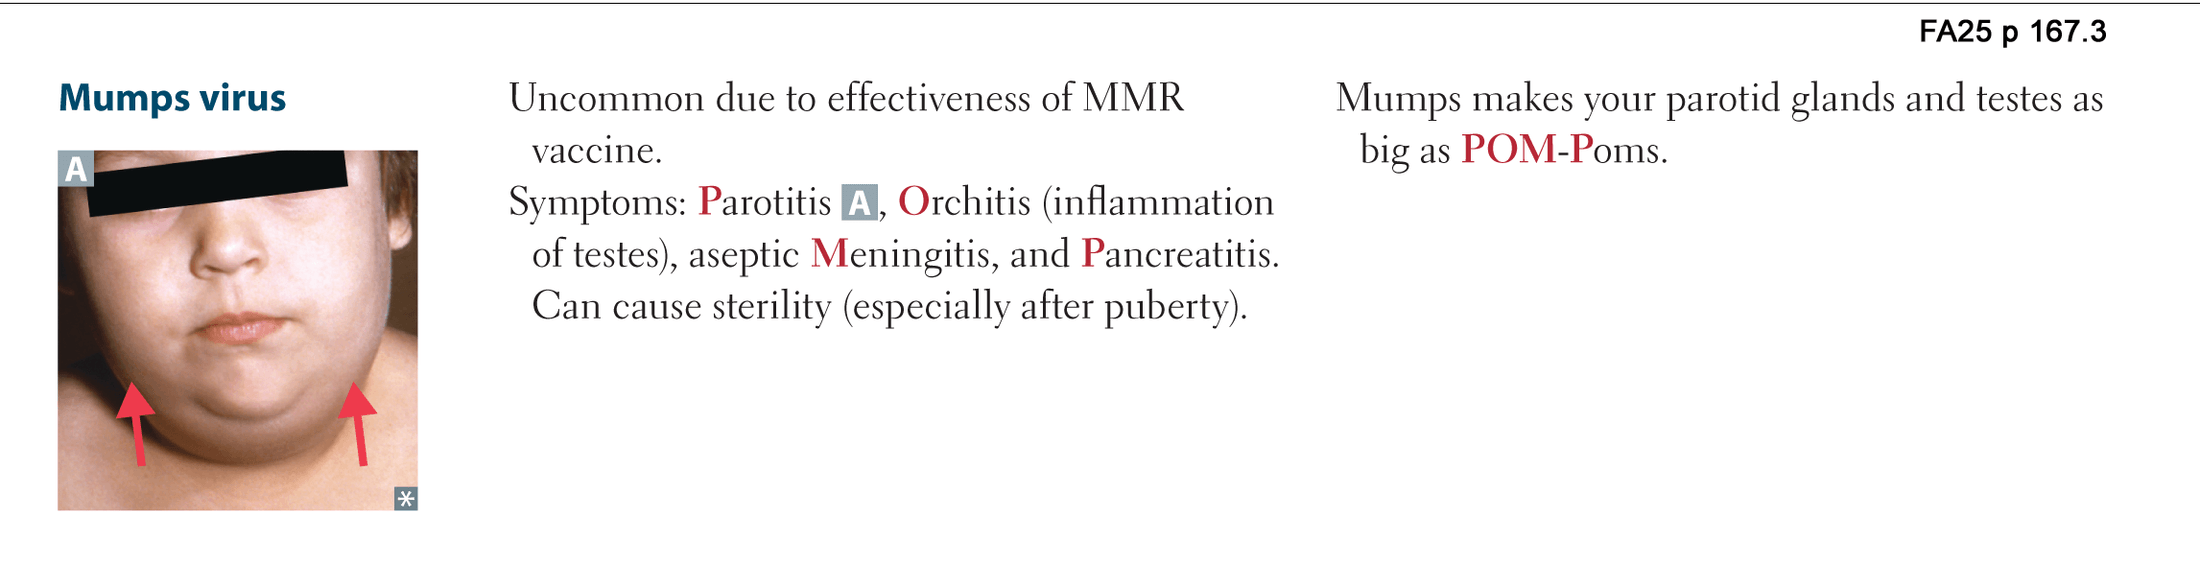 FA25 p 167.3
Mumps virus
A
*
Uncommon due to effectiveness of MMR
vaccine.
Symptoms: Parotitis A, Orchitis (inflammation
of testes), aseptic Meningitis, and Pancreatitis.
Can cause sterility (especially after puberty).
Mumps makes your parotid glands and testes as
big as POM-Poms.